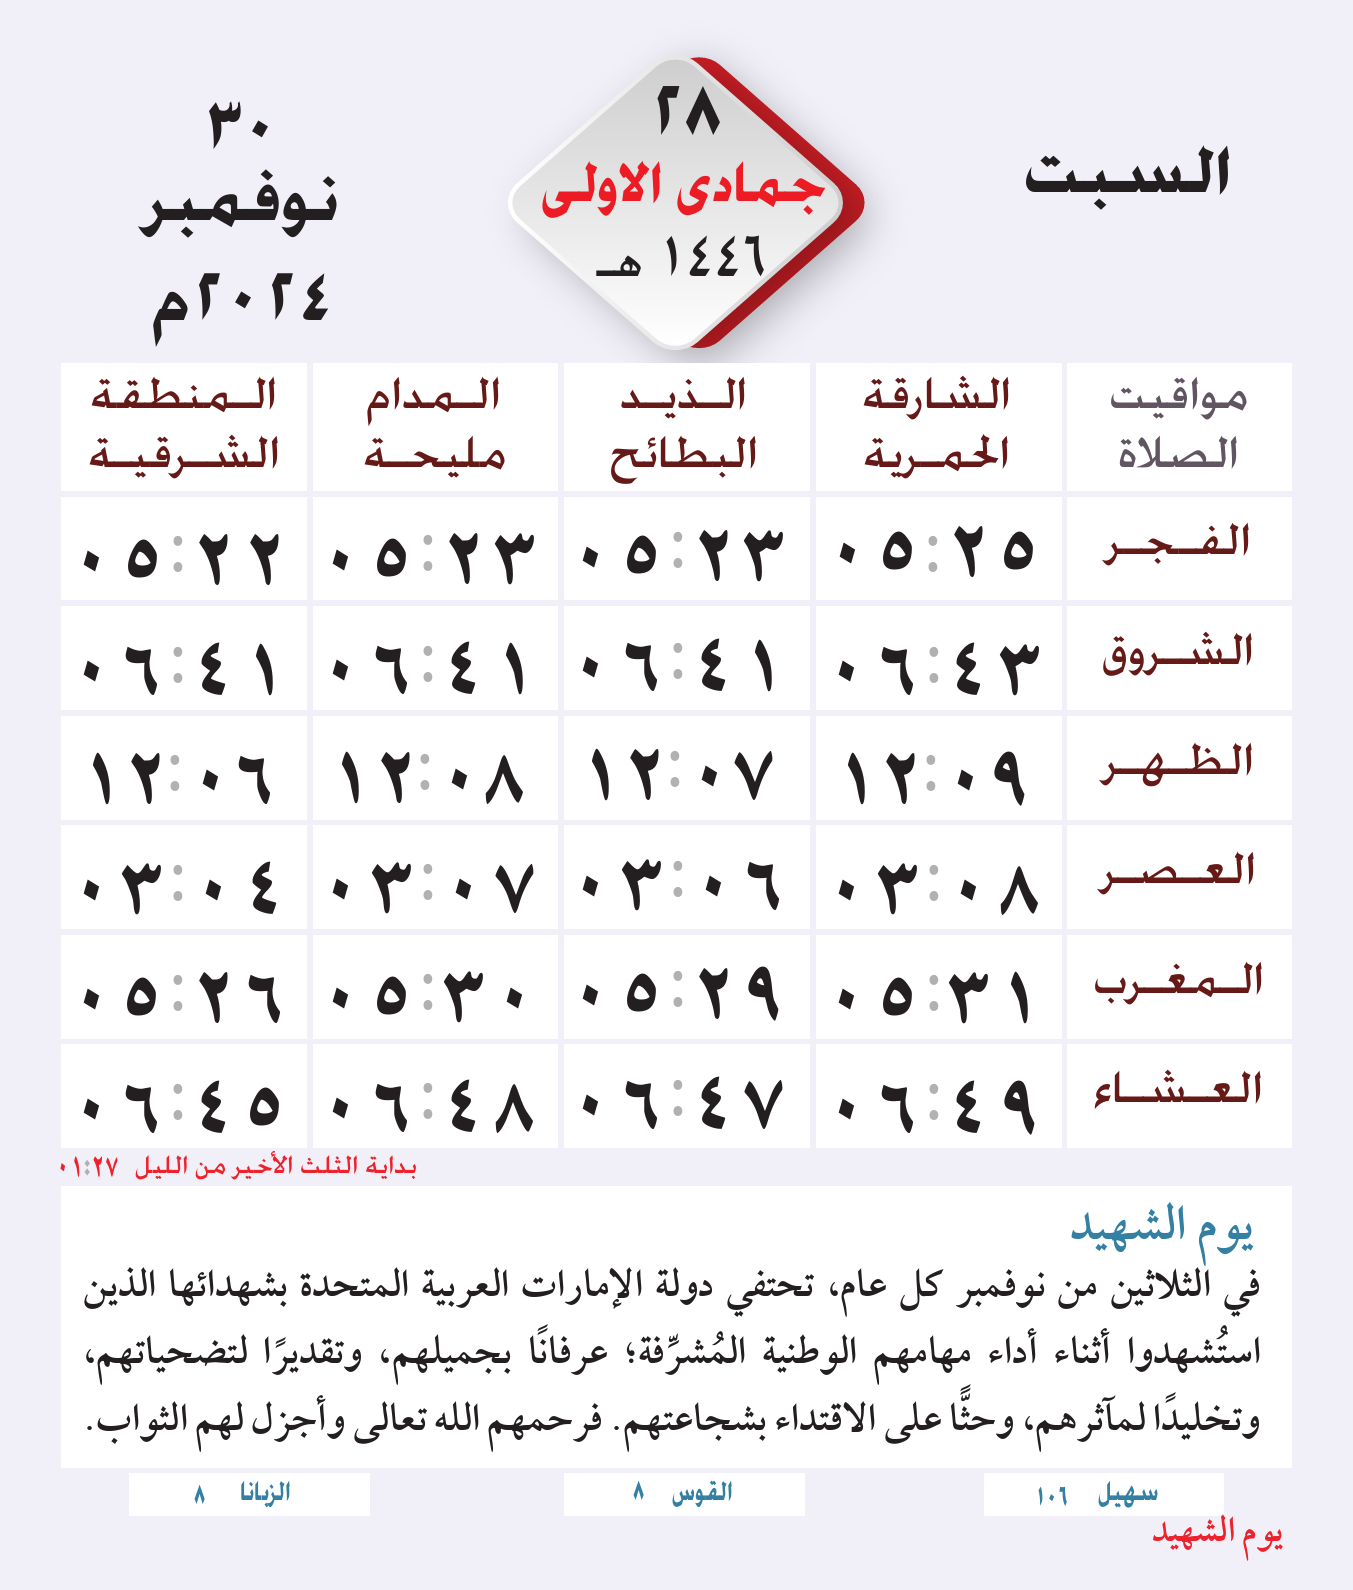 السبت
٢٨
جمادى الاولى
١٤٤٦ هـ
٣٠
نوفمبر
٢٠٢٤م
مواقيت الصلاة
الشارقة الحمرية
الذيد البطائح
المدام مليحة
المنطقة الشرقية
الفجر ٠٥:٢٥ ٠٥:٢٣ ٠٥:٢٣ ٠٥:٢٢
الشروق ٠٦:٤٣ ٠٦:٤١ ٠٦:٤١ ٠٦:٤١
الظهر ١٢:٠٩ ١٢:٠٧ ١٢:٠٨ ١٢:٠٦
العصر ٠٣:٠٨ ٠٣:٠٦ ٠٣:٠٧ ٠٣:٠٤
المغرب ٠٥:٣١ ٠٥:٢٩ ٠٥:٣٠ ٠٥:٢٦
العشاء ٠٦:٤٩ ٠٦:٤٧ ٠٦:٤٨ ٠٦:٤٥
بداية الثلث الأخير من الليل ٠١:٢٧
يوم الشهيد
في الثلاثين من نوفمبر كل عام، تحتفي دولة الإمارات العربية المتحدة بشهدائها الذين
استُشهدوا أثناء أداء مهامهم الوطنية المُشرِّفة؛ عرفانًا بجميلهم، وتقديرًا لتضحياتهم،
وتخليدًا لمآثرهم، وحثًّا على الاقتداء بشجاعتهم. فرحمهم الله تعالى وأجزل لهم الثواب.
سهيل ١٠٦
القوس ٨
الزبانا ٨
يوم الشهيد